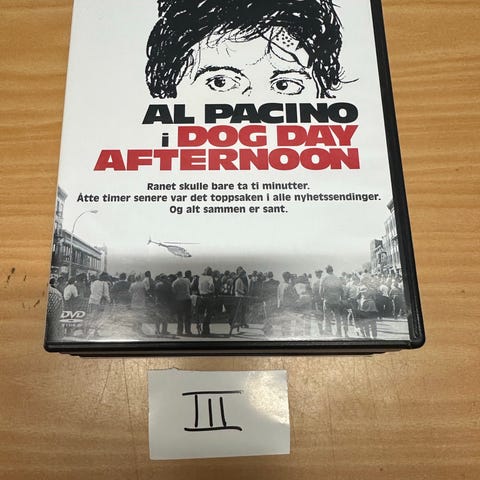 AL PACINO
i DOG DAY
AFTERNOON
Ranet skulle bare ta ti minutter.
Åtte timer senere var det toppsaken i alle nyhetssendinger.
Og alt sammen er sant.
DVD
III